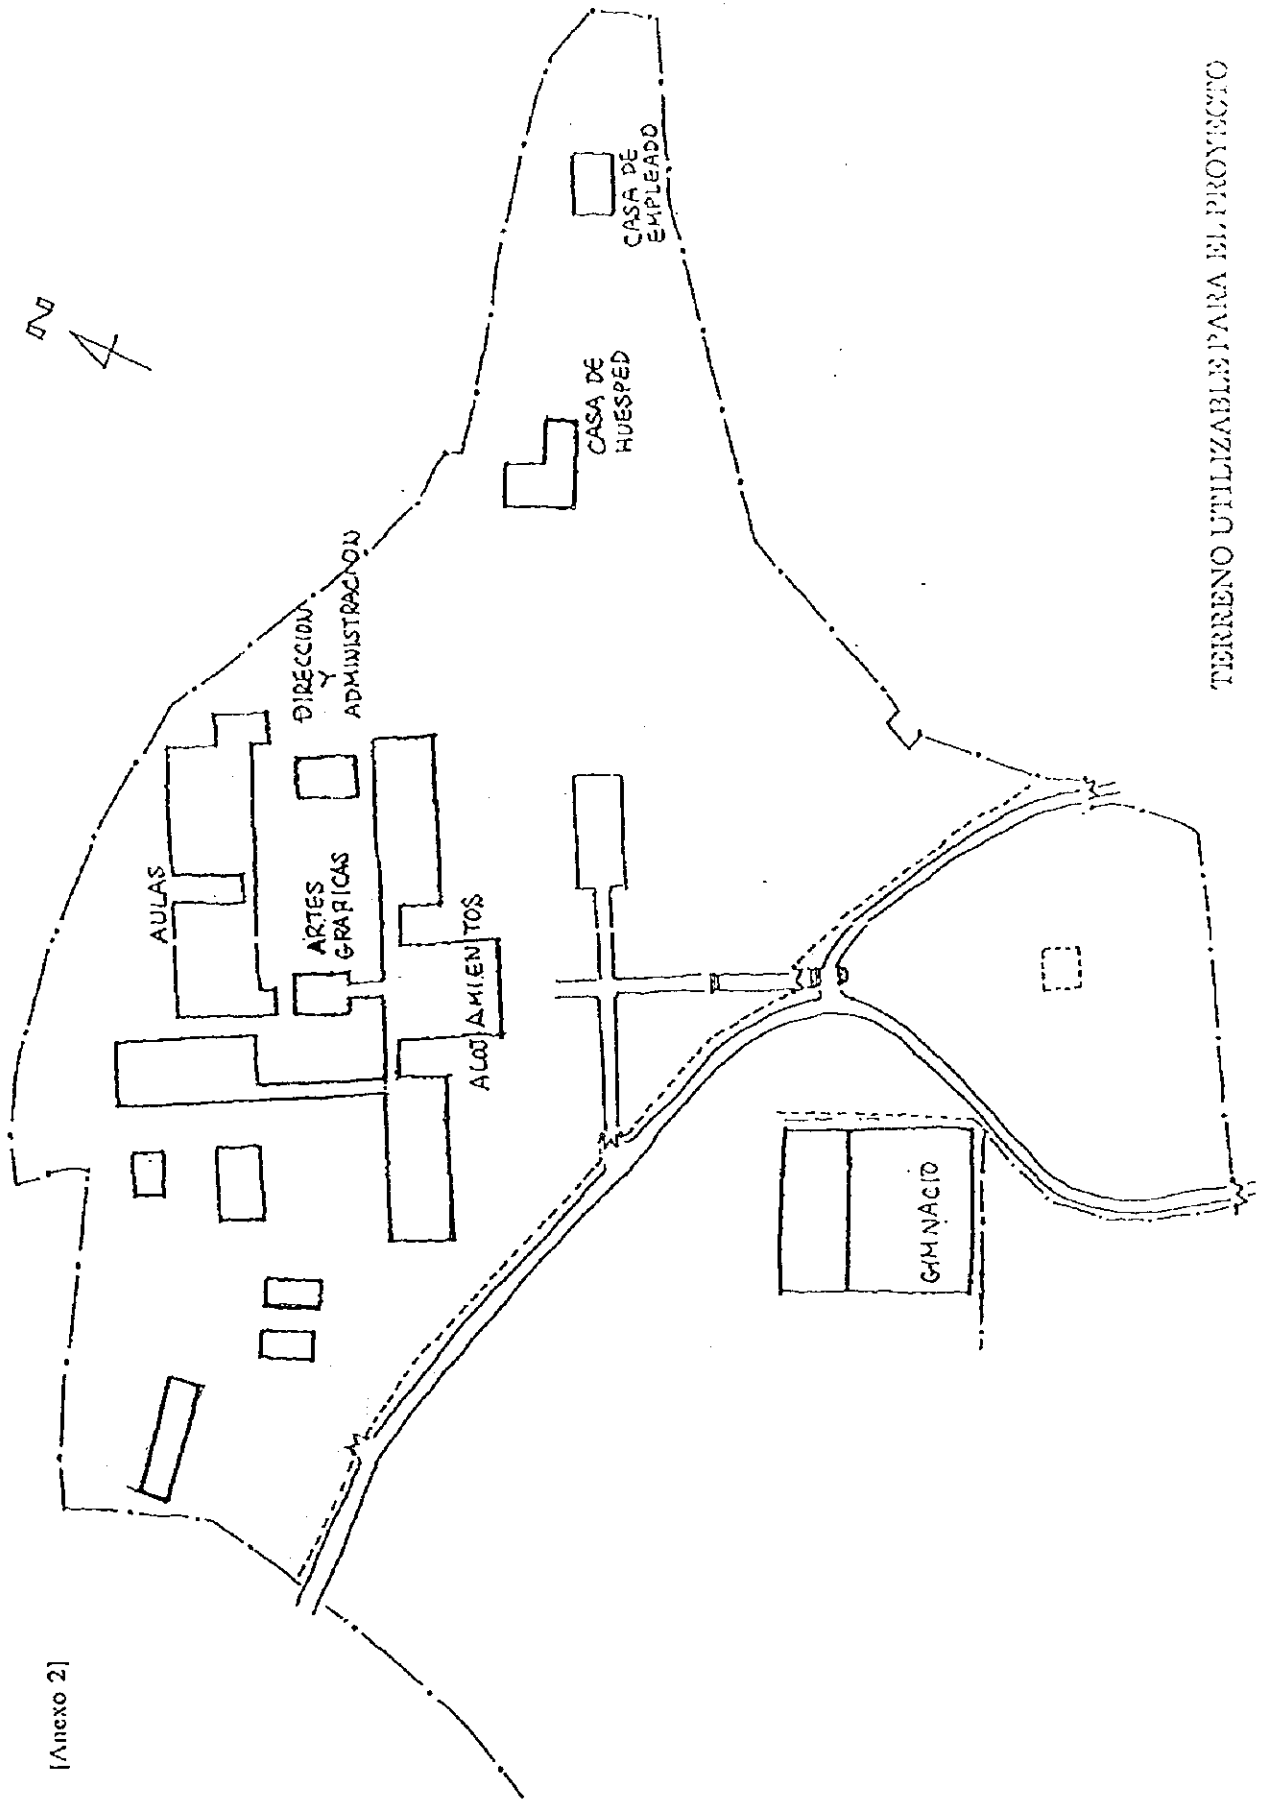 [Anexo 2]
N
AULAS
DIRECCION
Y
ADMINISTRACION
ARTES
GRAFICAS
ALOJAMIENTOS
CASA DE
HUESPED
CASA DE
EMPLEADO
GIMNACIO
TERRENO UTILIZABLE PARA EL PROYECTO